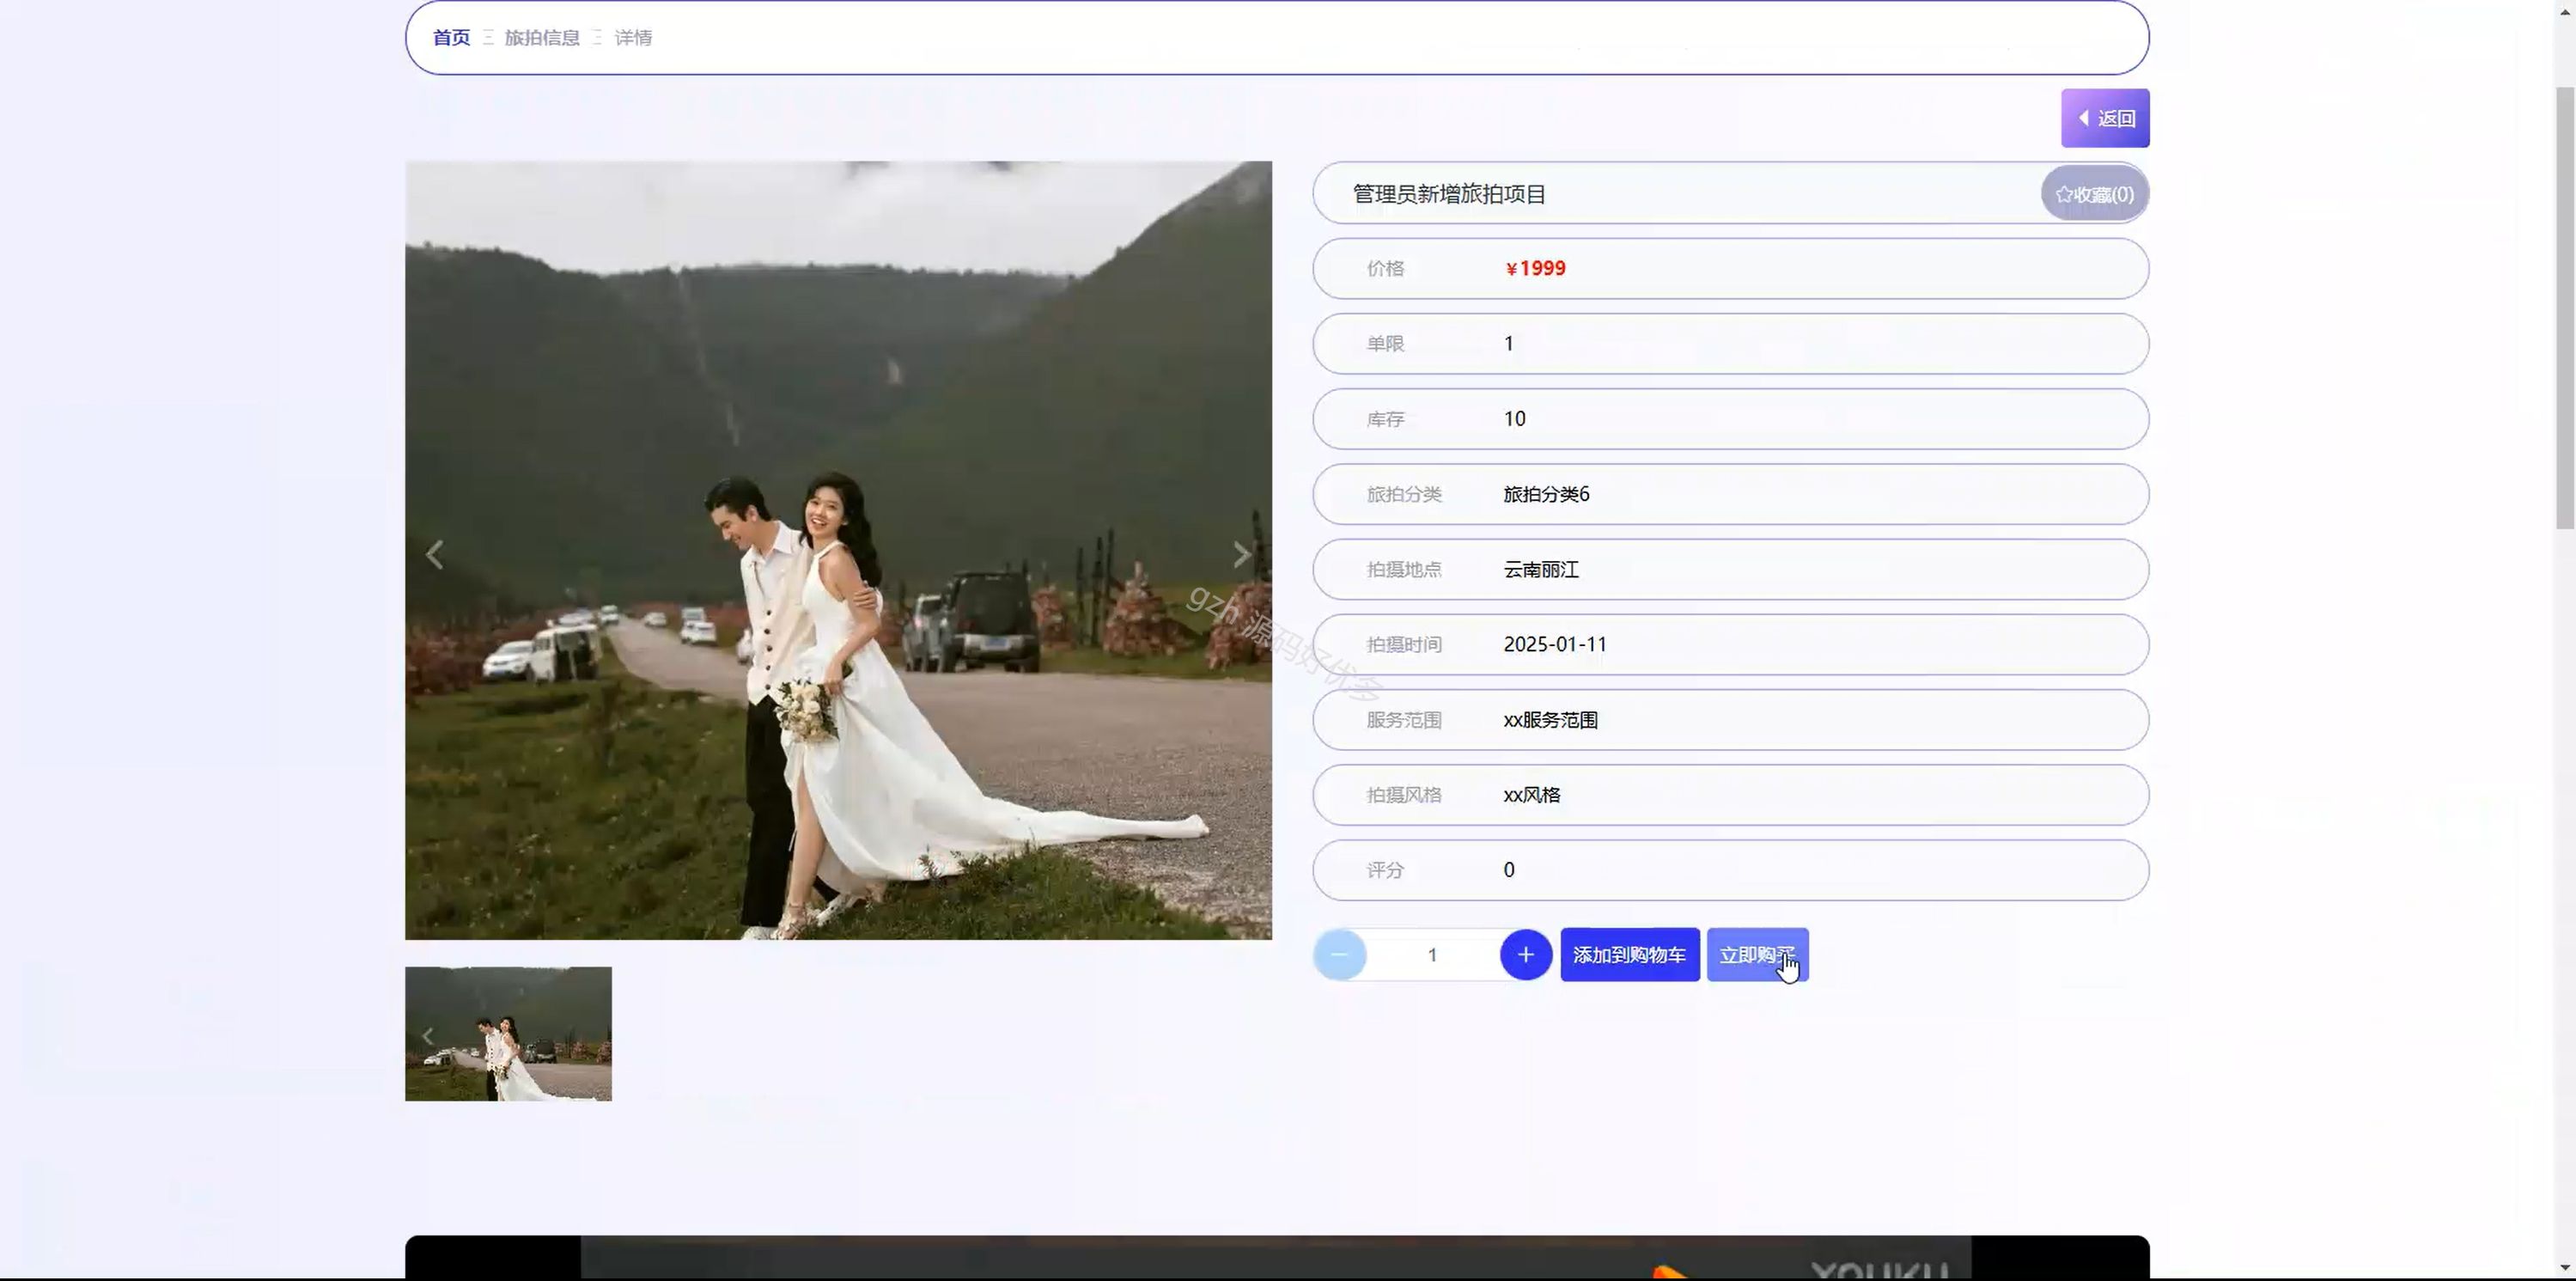 首页 三 旅拍信息 三 详情
返回
管理员新增旅拍项目
☆收藏(0)
价格 ¥1999
单限 1
库存 10
旅拍分类 旅拍分类6
拍摄地点 云南丽江
拍摄时间 2025-01-11
服务范围 xx服务范围
拍摄风格 xx风格
评分 0
gzh 源码好优多
− 1 + 添加到购物车 立即购买
YOUKU